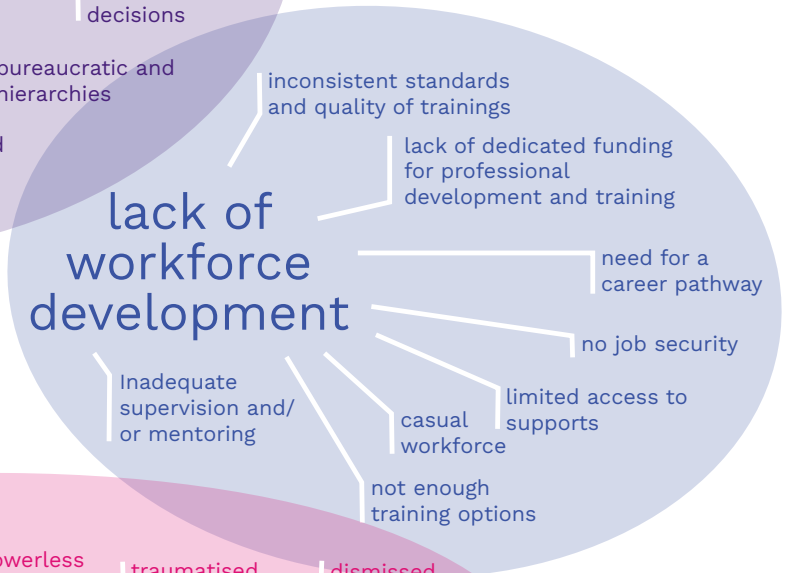 decisions
and
hierarchies
inconsistent standards
and quality of trainings
lack of dedicated funding
for professional
development and training
lack of
workforce
development
need for a
career pathway
no job security
limited access to
supports
casual
workforce
Inadequate
supervision and/
or mentoring
not enough
training options
traumatised
dismissed